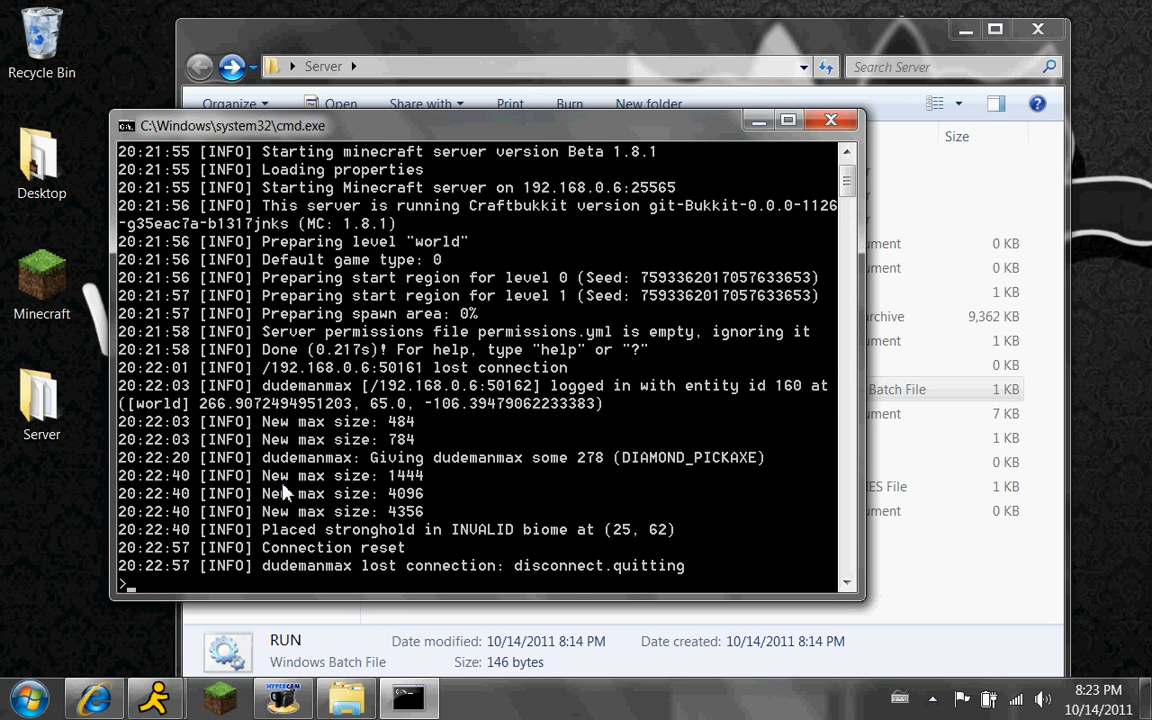 Recycle Bin
Desktop
Minecraft
Server
Server
Search Server
Organize
Open
Share with
Print
Burn
New folder
Size
C:\Windows\system32\cmd.exe
20:21:55 [INFO] Starting minecraft server version Beta 1.8.1
20:21:55 [INFO] Loading properties
20:21:55 [INFO] Starting Minecraft server on 192.168.0.6:25565
20:21:56 [INFO] This server is running Craftbukkit version git-Bukkit-0.0.0-1126
-g35eac7a-b1317jnks (MC: 1.8.1)
20:21:56 [INFO] Preparing level "world"
20:21:56 [INFO] Default game type: 0
20:21:56 [INFO] Preparing start region for level 0 (Seed: 7593362017057633653)
20:21:57 [INFO] Preparing start region for level 1 (Seed: 7593362017057633653)
20:21:57 [INFO] Preparing spawn area: 0%
20:21:58 [INFO] Server permissions file permissions.yml is empty, ignoring it
20:21:58 [INFO] Done (0.217s)! For help, type "help" or "?"
20:22:01 [INFO] /192.168.0.6:50161 lost connection
20:22:03 [INFO] dudemanmax [/192.168.0.6:50162] logged in with entity id 160 at
([world] 266.9072494951203, 65.0, -106.39479062233383)
20:22:03 [INFO] New max size: 484
20:22:03 [INFO] New max size: 784
20:22:20 [INFO] dudemanmax: Giving dudemanmax some 278 (DIAMOND_PICKAXE)
20:22:40 [INFO] New max size: 1444
20:22:40 [INFO] New max size: 4096
20:22:40 [INFO] New max size: 4356
20:22:40 [INFO] Placed stronghold in INVALID biome at (25, 62)
20:22:57 [INFO] Connection reset
20:22:57 [INFO] dudemanmax lost connection: disconnect.quitting
>_
ument 0 KB
ument 0 KB
1 KB
archive 9,362 KB
ument 1 KB
0 KB
Batch File 1 KB
ument 7 KB
1 KB
0 KB
IES File 1 KB
ument 0 KB
RUN
Windows Batch File
Date modified: 10/14/2011 8:14 PM
Size: 146 bytes
Date created: 10/14/2011 8:14 PM
HYPERCAM
8:23 PM
10/14/2011